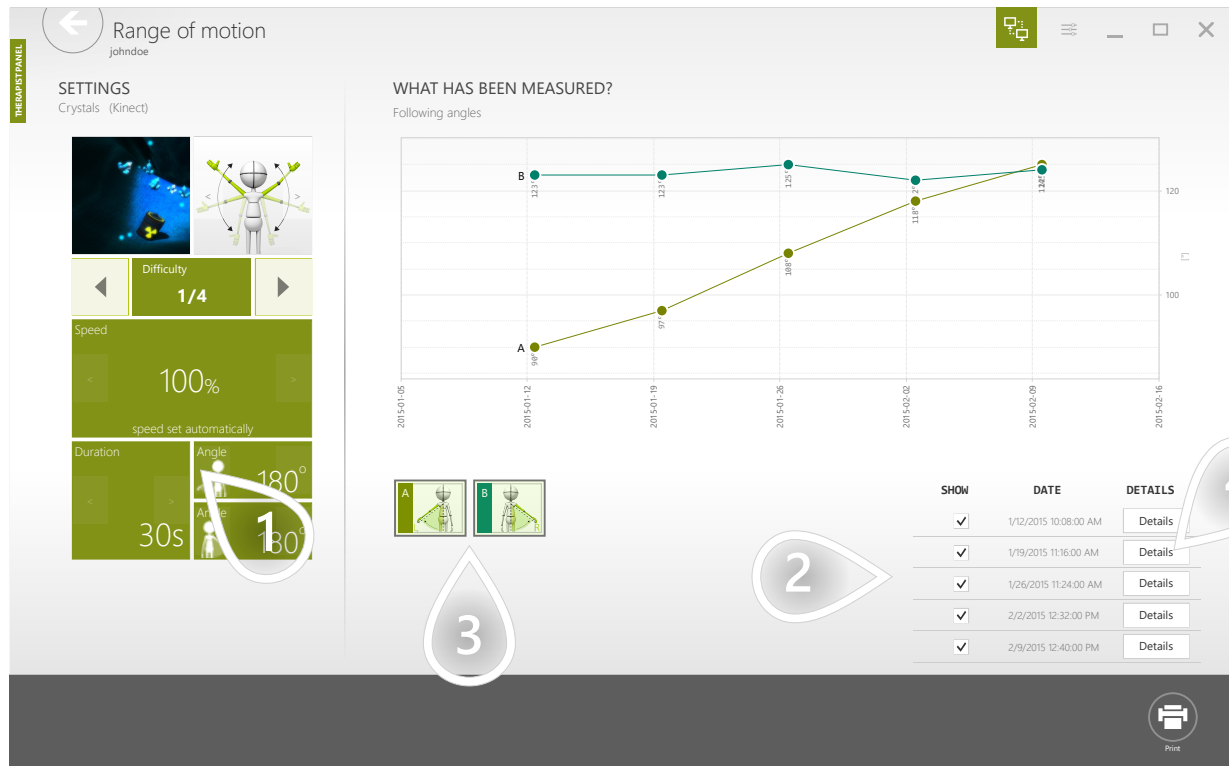 Range of motion
johndoe
THERAPIST PANEL
SETTINGS
Crystals (Kinect)
Difficulty
1/4
Speed
< 100% >
speed set automatically
Duration
< >
30s
Angle
180°
Angle
180°
1
WHAT HAS BEEN MEASURED?
Following angles
B
123°
123°
125°
A
90°
97°
108°
118°
120
[°]
100
2015-01-05
2015-01-12
2015-01-19
2015-01-26
2015-02-02
2015-02-09
2015-02-16
A
B
3
2
SHOW DATE DETAILS
1/12/2015 10:08:00 AM Details
1/19/2015 11:16:00 AM Details
1/26/2015 11:24:00 AM Details
2/2/2015 12:32:00 PM Details
2/9/2015 12:40:00 PM Details
Print